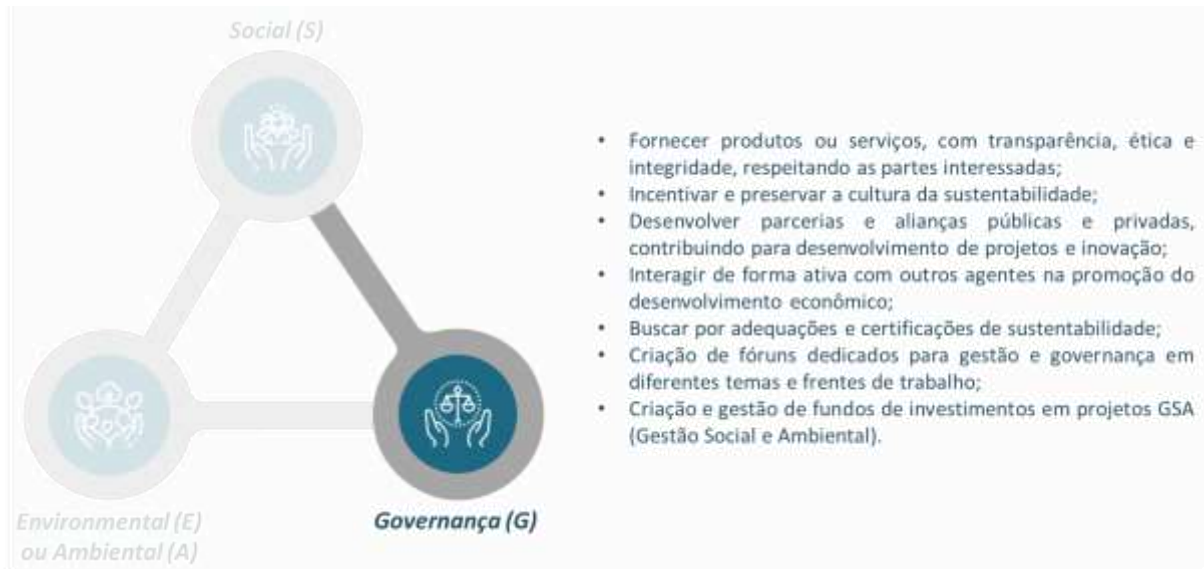 Social (S)
• Fornecer produtos ou serviços, com transparência, ética e
integridade, respeitando as partes interessadas;
• Incentivar e preservar a cultura da sustentabilidade;
• Desenvolver parcerias e alianças públicas e privadas,
contribuindo para desenvolvimento de projetos e inovação;
• Interagir de forma ativa com outros agentes na promoção do
desenvolvimento econômico;
• Buscar por adequações e certificações de sustentabilidade;
• Criação de fóruns dedicados para gestão e governança em
diferentes temas e frentes de trabalho;
• Criação e gestão de fundos de investimentos em projetos GSA
(Gestão Social e Ambiental).
Environmental (E)
ou Ambiental (A)
Governança (G)